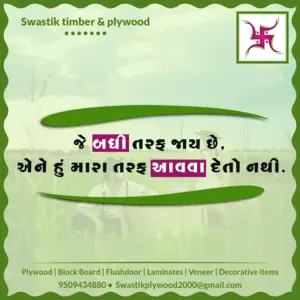 Swastik timber & plywood
જે બધી તરફ જાય છે,
એને હું મારા તરફ આવવા દેતો નથી.
Plywood | Block Board | Flushdoor | Laminates | Veneer | Decorative items
9509434880 ● Swastikplywood2000@gmail.com